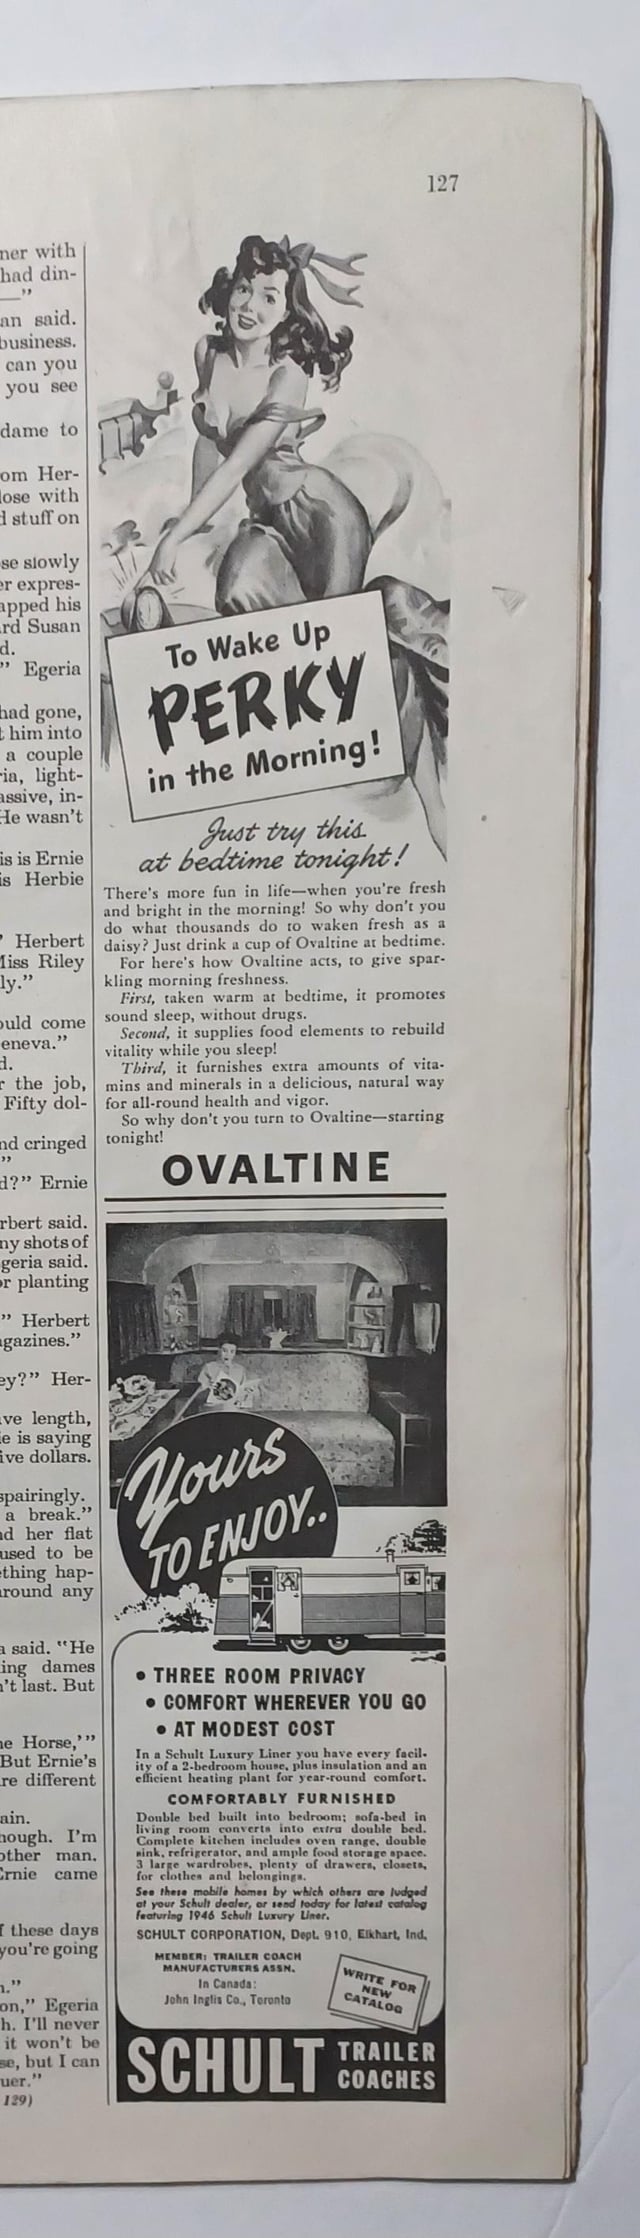 127
ner with
had din-
—"
an said.
business.
can you
you see
dame to
om Her-
lose with
d stuff on
se slowly
er expres-
apped his
rd Susan
d.
" Egeria
had gone,
t him into
a couple
ria, light-
assive, in-
He wasn't
is is Ernie
is Herbie
" Herbert
Miss Riley
ly."
ould come
eneva."
d.
r the job,
Fifty dol-
nd cringed
"
d?" Ernie
rbert said.
ny shots of
geria said.
or planting
" Herbert
gazines."
ey?" Her-
ave length,
ie is saying
ive dollars.
spairingly.
a break."
nd her flat
used to be
ething hap-
around any
a said. "He
ing dames
n't last. But
he Horse,'"
But Ernie's
re different
ain.
hough. I'm
other man.
Ernie came
f these days
you're going
n."
on," Egeria
h. I'll never
it won't be
se, but I can
uer."
129)
To Wake Up
PERKY
in the Morning!
Just try this
at bedtime tonight!
There's more fun in life—when you're fresh
and bright in the morning! So why don't you
do what thousands do to waken fresh as a
daisy? Just drink a cup of Ovaltine at bedtime.
For here's how Ovaltine acts, to give spar-
kling morning freshness.
First, taken warm at bedtime, it promotes
sound sleep, without drugs.
Second, it supplies food elements to rebuild
vitality while you sleep!
Third, it furnishes extra amounts of vita-
mins and minerals in a delicious, natural way
for all-round health and vigor.
So why don't you turn to Ovaltine—starting
tonight!
OVALTINE
Yours
TO ENJOY..
• THREE ROOM PRIVACY
• COMFORT WHEREVER YOU GO
• AT MODEST COST
In a Schult Luxury Liner you have every facil-
ity of a 2-bedroom house, plus insulation and an
efficient heating plant for year-round comfort.
COMFORTABLY FURNISHED
Double bed built into bedroom; sofa-bed in
living room converts into extra double bed.
Complete kitchen includes oven range, double
sink, refrigerator, and ample food storage space.
3 large wardrobes, plenty of drawers, closets,
for clothes and belongings.
See these mobile homes by which others are judged
at your Schult dealer, or send today for latest catalog
featuring 1946 Schult Luxury Liner.
SCHULT CORPORATION, Dept. 910, Elkhart, Ind.
MEMBER: TRAILER COACH
MANUFACTURERS ASSN.
In Canada:
John Inglis Co., Toronto
WRITE FOR
NEW
CATALOG
SCHULT TRAILER
COACHES